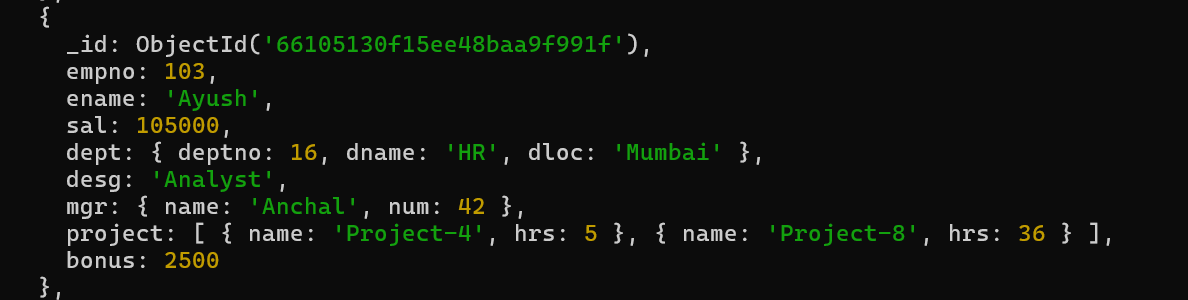 {
_id: ObjectId('66105130f15ee48baa9f991f'),
empno: 103,
ename: 'Ayush',
sal: 105000,
dept: { deptno: 16, dname: 'HR', dloc: 'Mumbai' },
desg: 'Analyst',
mgr: { name: 'Anchal', num: 42 },
project: [ { name: 'Project-4', hrs: 5 }, { name: 'Project-8', hrs: 36 } ],
bonus: 2500
},